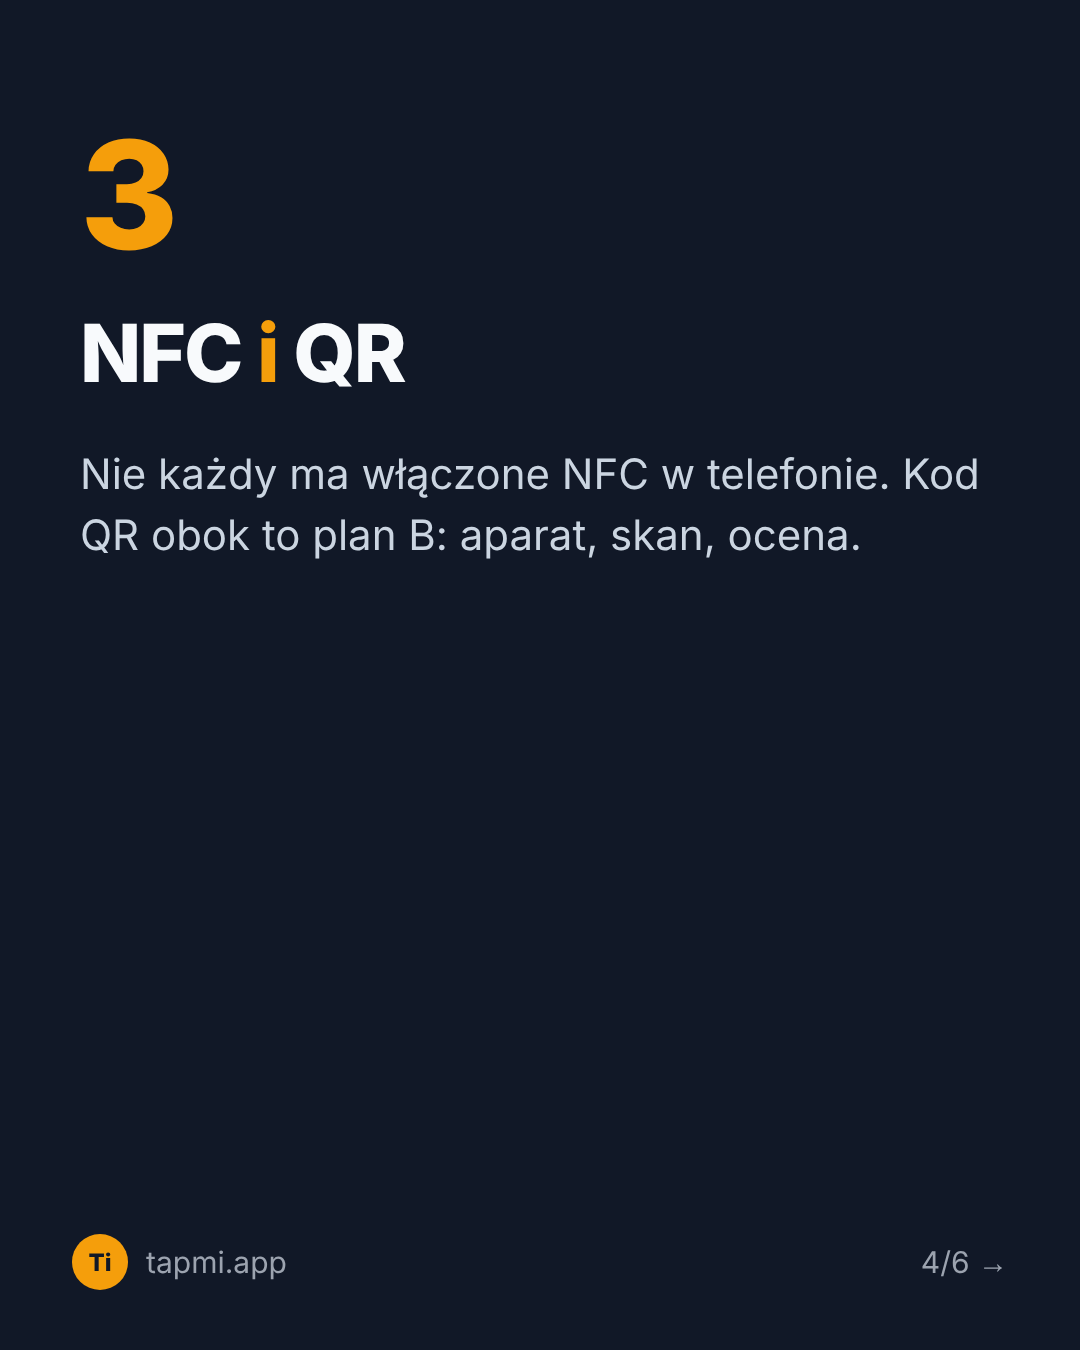 3
NFC i QR
Nie każdy ma włączone NFC w telefonie. Kod
QR obok to plan B: aparat, skan, ocena.
Ti tapmi.app
4/6 →